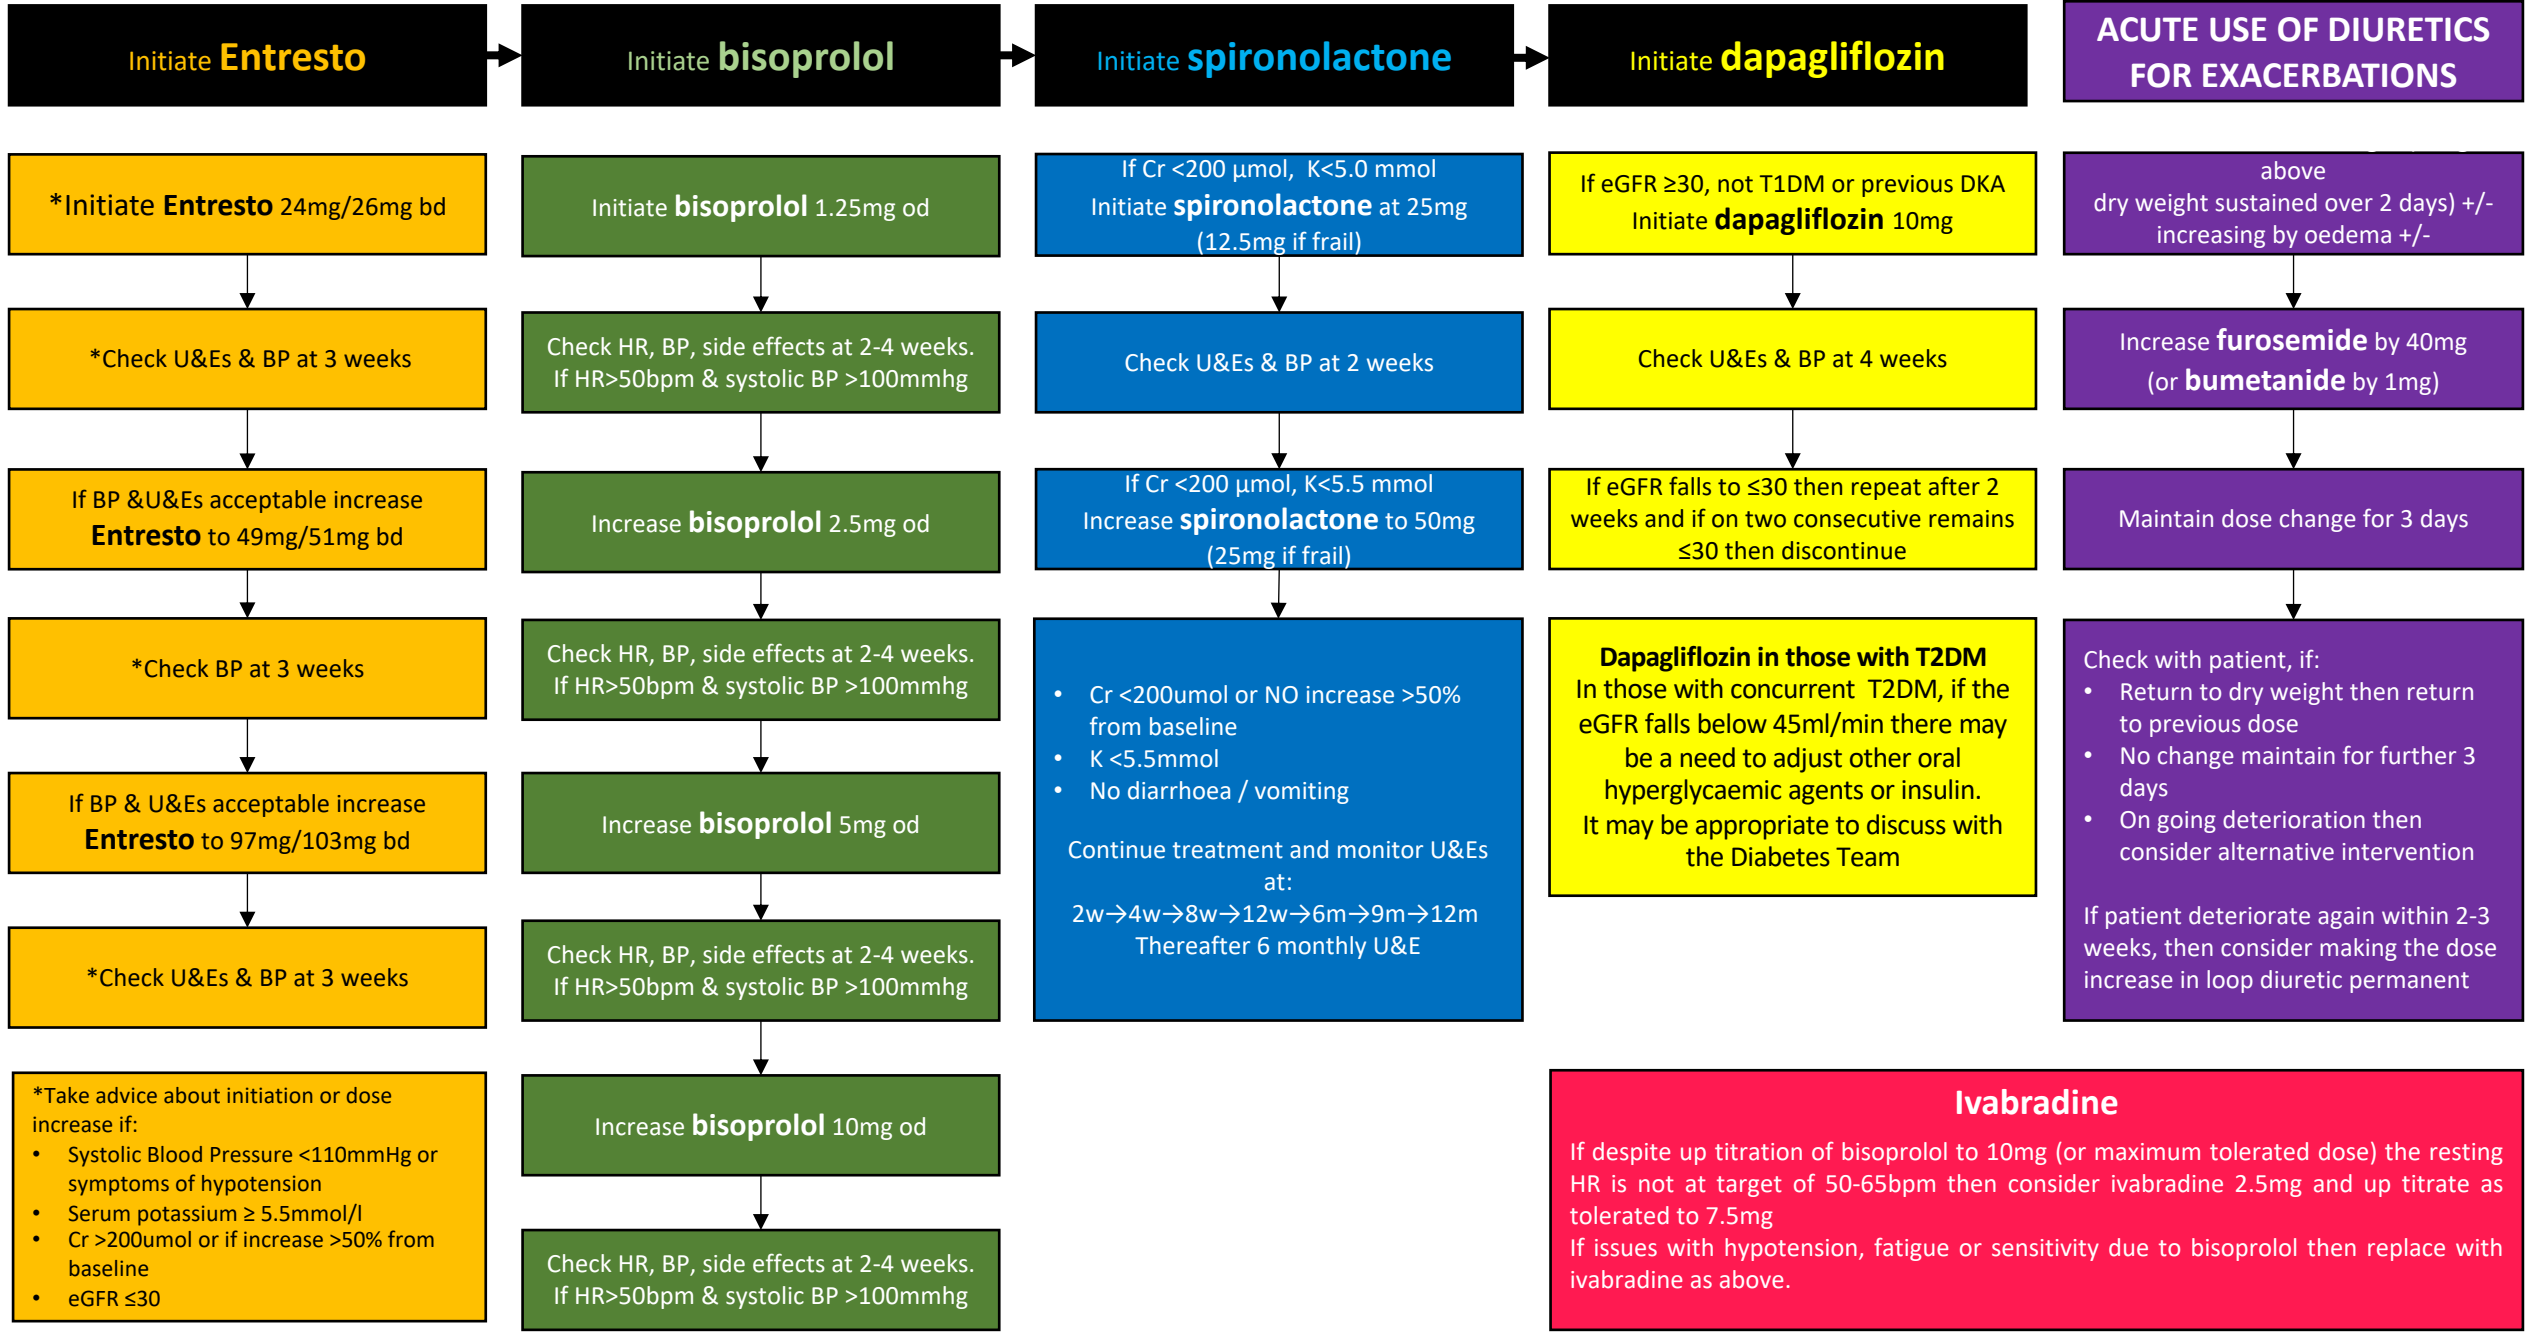 Initiate Entresto
Initiate bisoprolol
Initiate spironolactone
Initiate dapagliflozin
ACUTE USE OF DIURETICS
FOR EXACERBATIONS
*Initiate Entresto 24mg/26mg bd
*Check U&Es & BP at 3 weeks
If BP &U&Es acceptable increase
Entresto to 49mg/51mg bd
*Check BP at 3 weeks
If BP & U&Es acceptable increase
Entresto to 97mg/103mg bd
*Check U&Es & BP at 3 weeks
*Take advice about initiation or dose
increase if:
• Systolic Blood Pressure <110mmHg or
symptoms of hypotension
• Serum potassium ≥ 5.5mmol/l
• Cr >200umol or if increase >50% from
baseline
• eGFR ≤30
Initiate bisoprolol 1.25mg od
Check HR, BP, side effects at 2-4 weeks.
If HR>50bpm & systolic BP >100mmhg
Increase bisoprolol 2.5mg od
Check HR, BP, side effects at 2-4 weeks.
If HR>50bpm & systolic BP >100mmhg
Increase bisoprolol 5mg od
Check HR, BP, side effects at 2-4 weeks.
If HR>50bpm & systolic BP >100mmhg
Increase bisoprolol 10mg od
Check HR, BP, side effects at 2-4 weeks.
If HR>50bpm & systolic BP >100mmhg
If Cr <200 µmol, K<5.0 mmol
Initiate spironolactone at 25mg
(12.5mg if frail)
Check U&Es & BP at 2 weeks
If Cr <200 µmol, K<5.5 mmol
Increase spironolactone to 50mg
(25mg if frail)
• Cr <200umol or NO increase >50%
from baseline
• K <5.5mmol
• No diarrhoea / vomiting
Continue treatment and monitor U&Es
at:
2w→4w→8w→12w→6m→9m→12m
Thereafter 6 monthly U&E
If eGFR ≥30, not T1DM or previous DKA
Initiate dapagliflozin 10mg
Check U&Es & BP at 4 weeks
If eGFR falls to ≤30 then repeat after 2
weeks and if on two consecutive remains
≤30 then discontinue
Dapagliflozin in those with T2DM
In those with concurrent T2DM, if the
eGFR falls below 45ml/min there may
be a need to adjust other oral
hyperglycaemic agents or insulin.
It may be appropriate to discuss with
the Diabetes Team
above
dry weight sustained over 2 days) +/-
increasing by oedema +/-
Increase furosemide by 40mg
(or bumetanide by 1mg)
Maintain dose change for 3 days
Check with patient, if:
• Return to dry weight then return
to previous dose
• No change maintain for further 3
days
• On going deterioration then
consider alternative intervention
If patient deteriorate again within 2-3
weeks, then consider making the dose
increase in loop diuretic permanent
Ivabradine
If despite up titration of bisoprolol to 10mg (or maximum tolerated dose) the resting
HR is not at target of 50-65bpm then consider ivabradine 2.5mg and up titrate as
tolerated to 7.5mg
If issues with hypotension, fatigue or sensitivity due to bisoprolol then replace with
ivabradine as above.